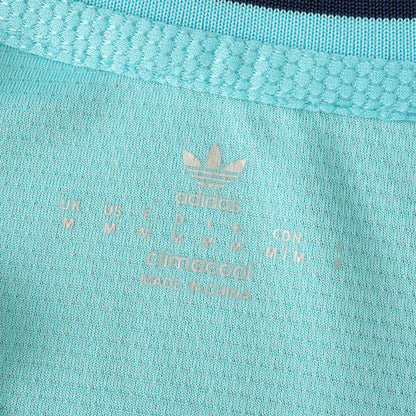 adidas
UK US E D F CDN
M M M M M M/M
climacool
MADE IN CHINA